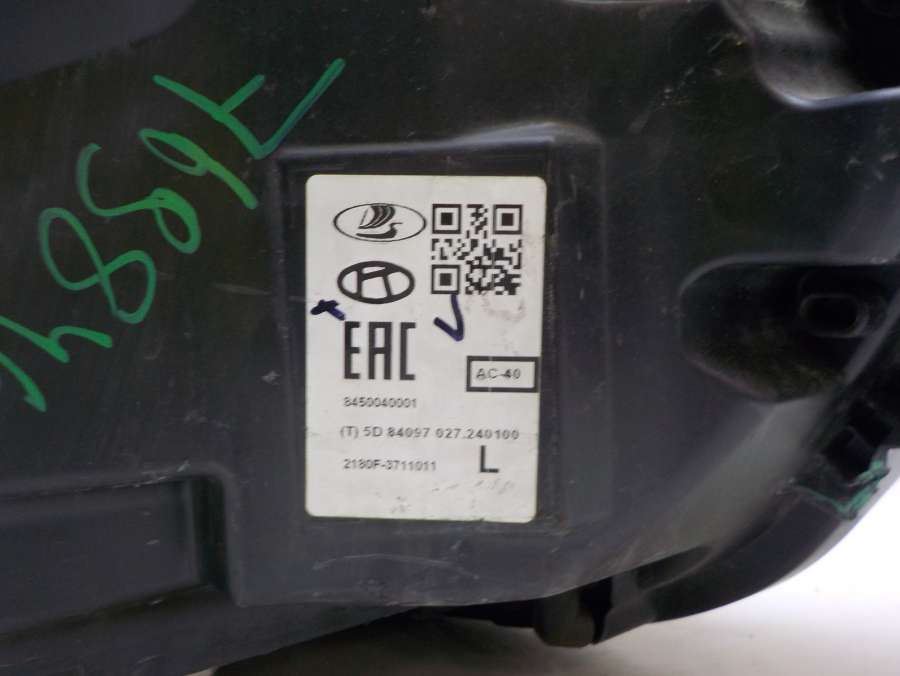 EAC
AC-40
8450040001
(T) 5D 84097 027.240100
2180F-3711011
L